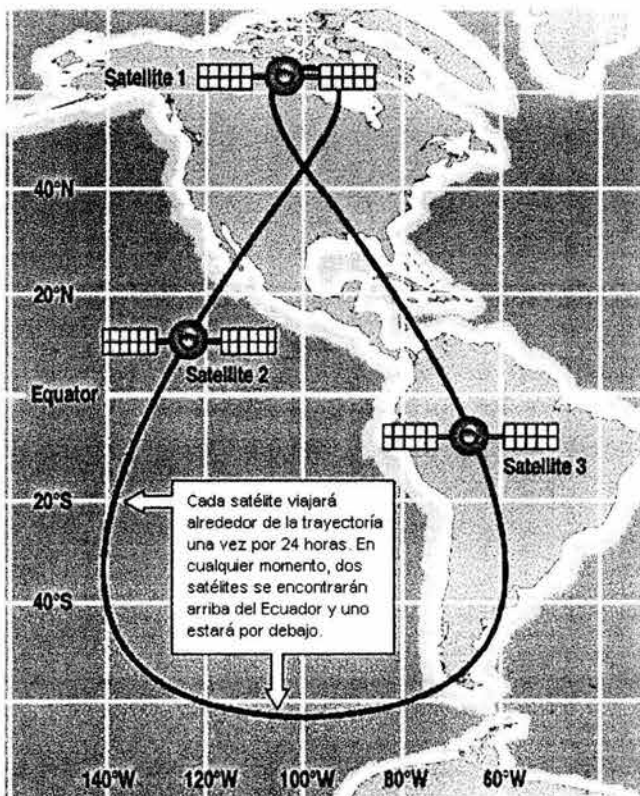 Satellite 1
40°N
20°N
Satellite 2
Equator
Satellite 3
20°S
Cada satélite viajará
alrededor de la trayectoría
una vez por 24 horas. En
cualquier momento, dos
satélites se encontrarán
arriba del Ecuador y uno
estará por debajo.
40°S
140°W 120°W 100°W 80°W 60°W